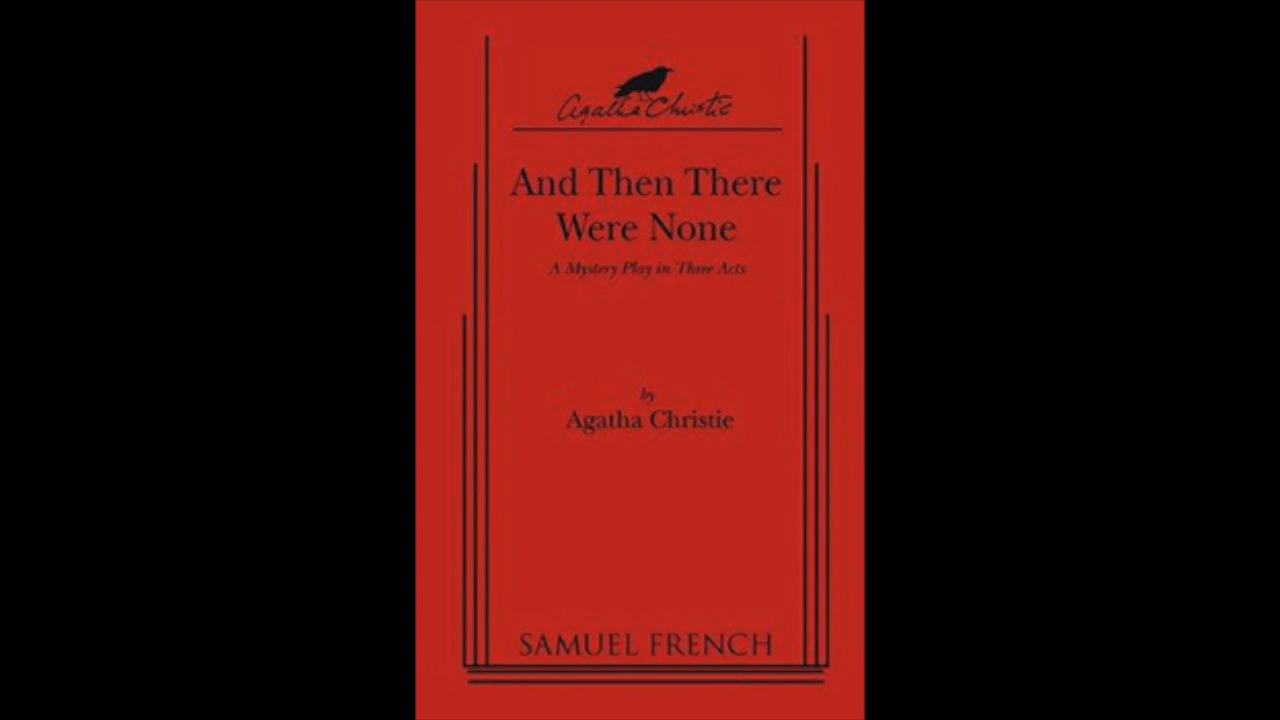 Agatha Christie
And Then There
Were None
A Mystery Play in Three Acts
by
Agatha Christie
SAMUEL FRENCH